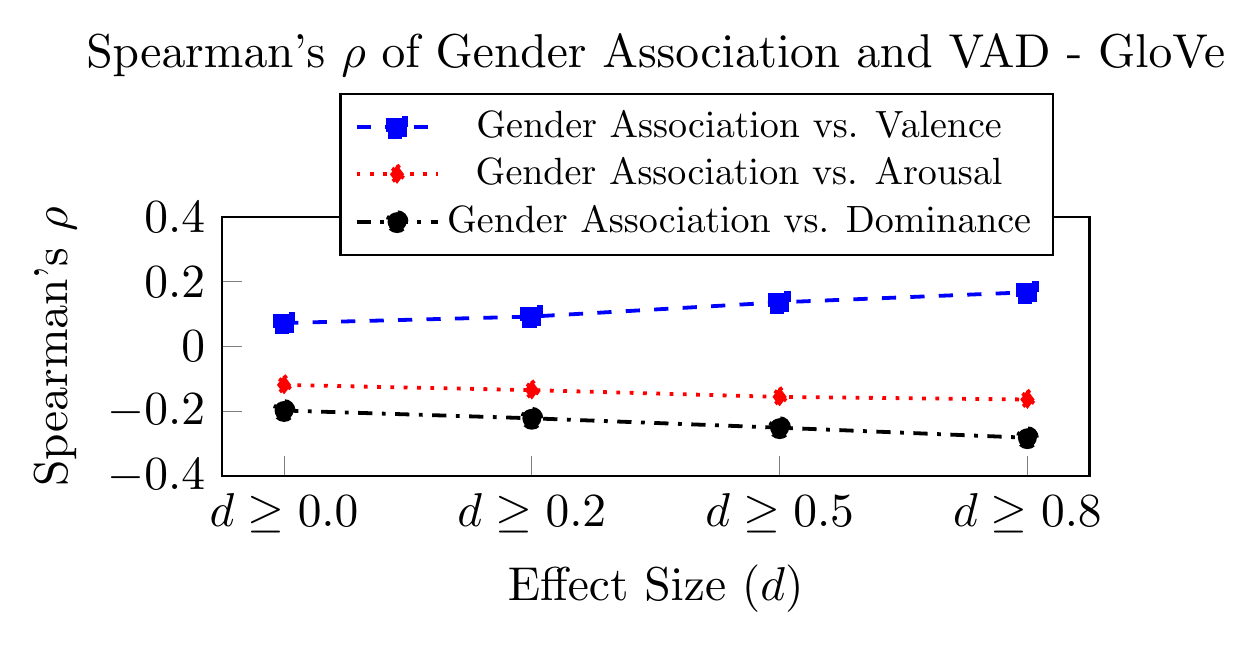 Spearman's ρ of Gender Association and VAD - GloVe
Gender Association vs. Valence
Gender Association vs. Arousal
Gender Association vs. Dominance
Spearman's ρ
0.4
0.2
0
−0.2
−0.4
d ≥ 0.0 d ≥ 0.2 d ≥ 0.5 d ≥ 0.8
Effect Size (d)